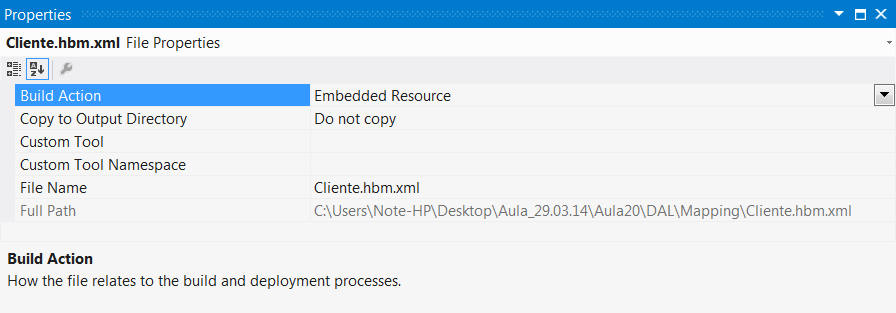 Properties
Cliente.hbm.xml File Properties
Build Action Embedded Resource
Copy to Output Directory Do not copy
Custom Tool
Custom Tool Namespace
File Name Cliente.hbm.xml
Full Path C:\Users\Note-HP\Desktop\Aula_29.03.14\Aula20\DAL\Mapping\Cliente.hbm.xml
Build Action
How the file relates to the build and deployment processes.